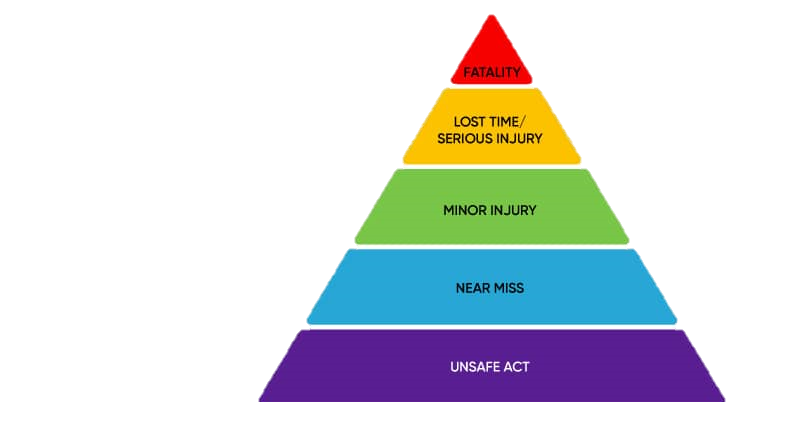 FATALITY
LOST TIME/
SERIOUS INJURY
MINOR INJURY
NEAR MISS
UNSAFE ACT